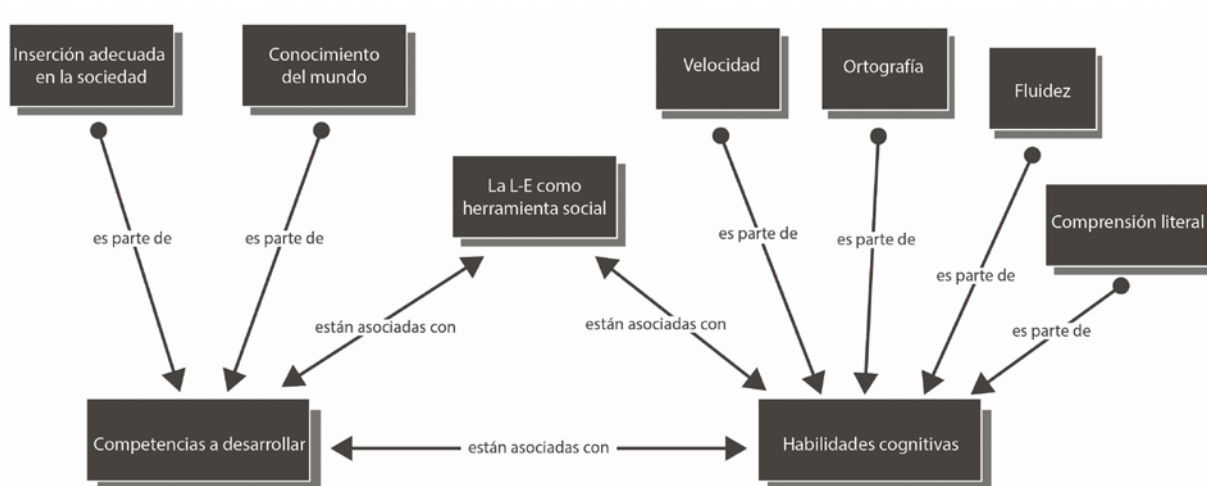 Inserción adecuada
en la sociedad
Conocimiento
del mundo
Velocidad
Ortografía
Fluidez
La L-E como
herramienta social
Comprensión literal
es parte de
es parte de
es parte de
es parte de
es parte de
es parte de
están asociadas con
están asociadas con
Competencias a desarrollar
están asociadas con
Habilidades cognitivas